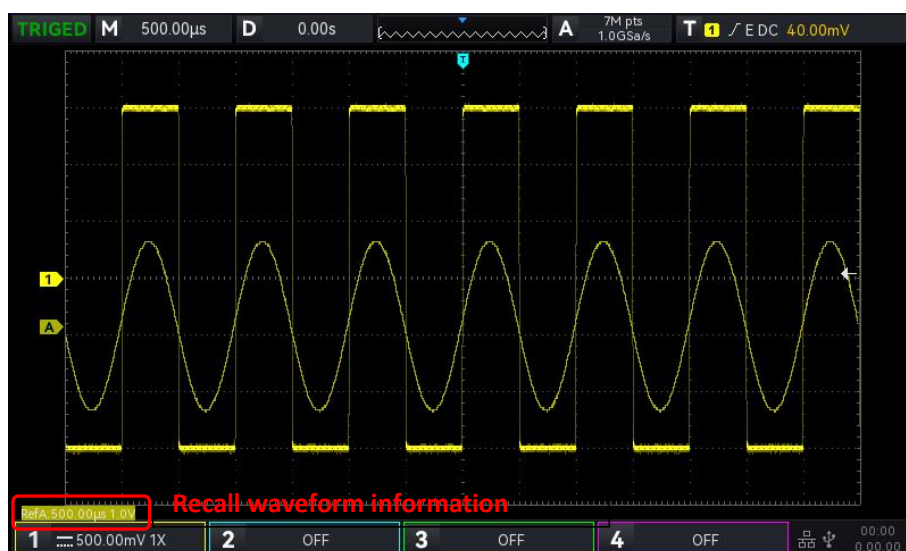 TRIGED M 500.00µs D 0.00s A 7M pts T 1 E DC 40.00mV
1.0GSa/s
T
1
A
Recall waveform information
RefA.500.00µs 1.0V
1 500.00mV 1X 2 OFF 3 OFF 4 OFF 00:00
0.00.00